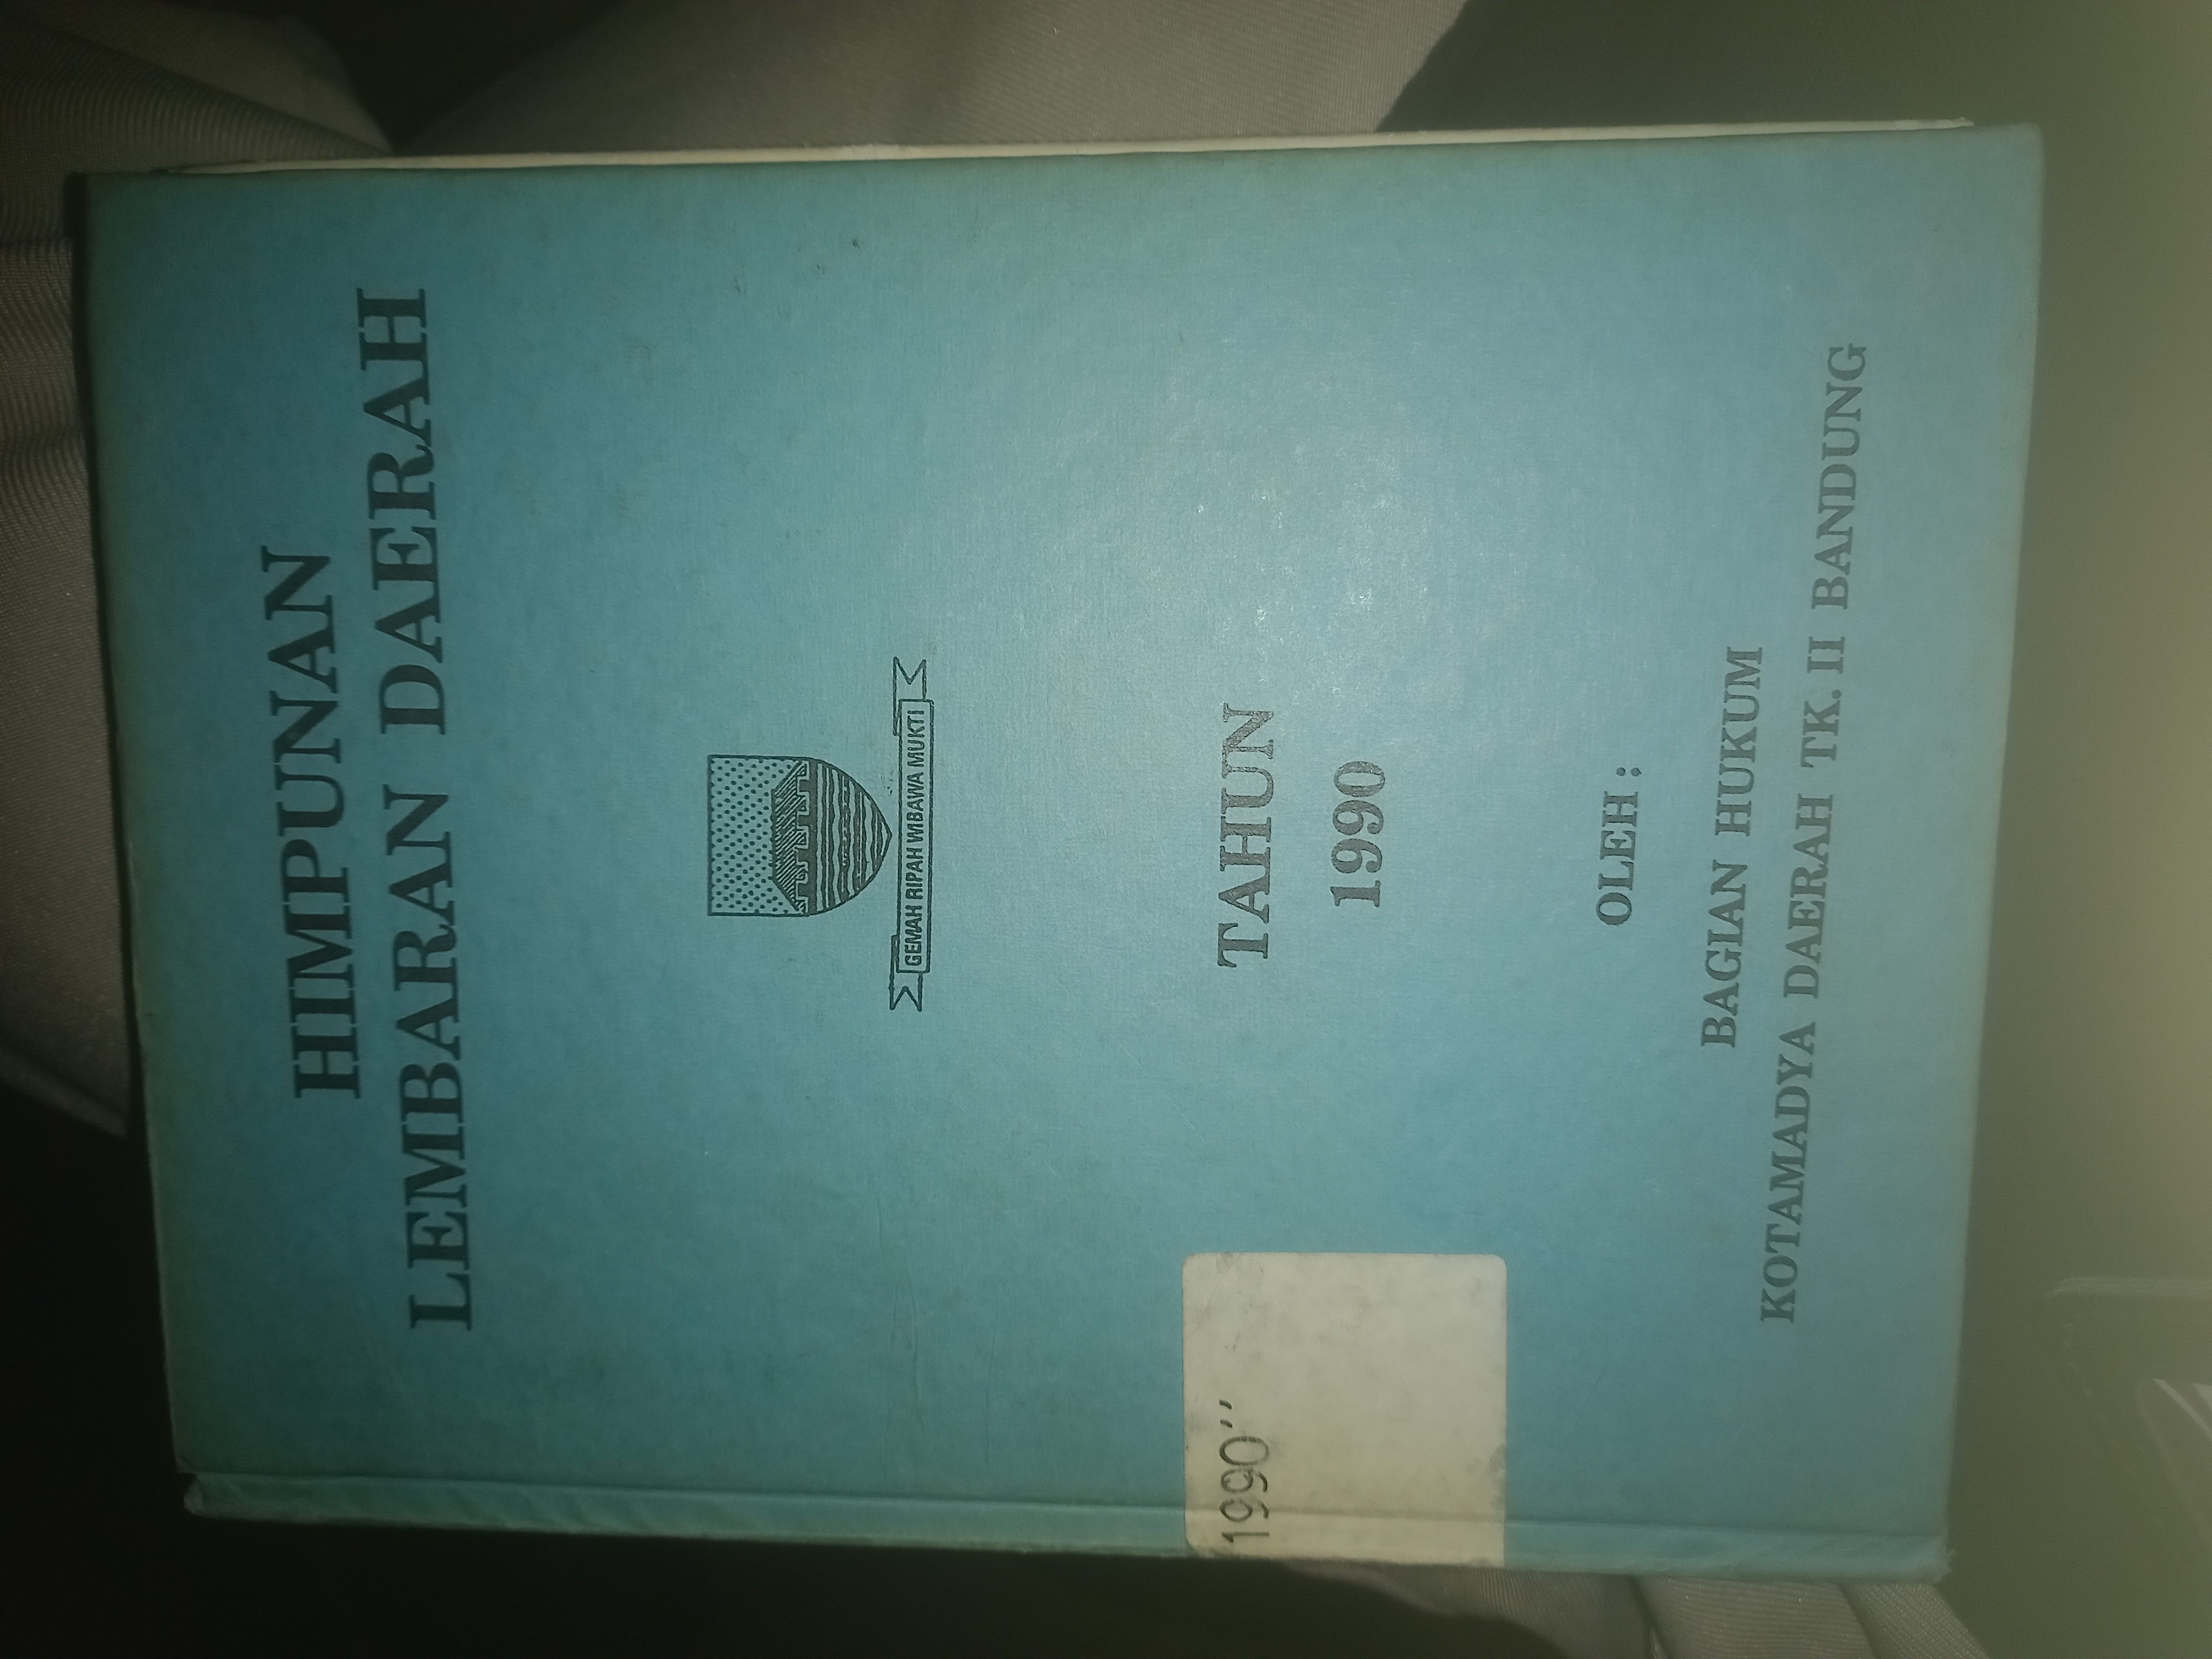 HIMPUNAN
LEMBARAN DAERAH
GEMAH RIPAH WIBAWA MUKTI
TAHUN
1990
OLEH :
BAGIAN HUKUM
KOTAMADYA DAERAH TK. II BANDUNG
1990''